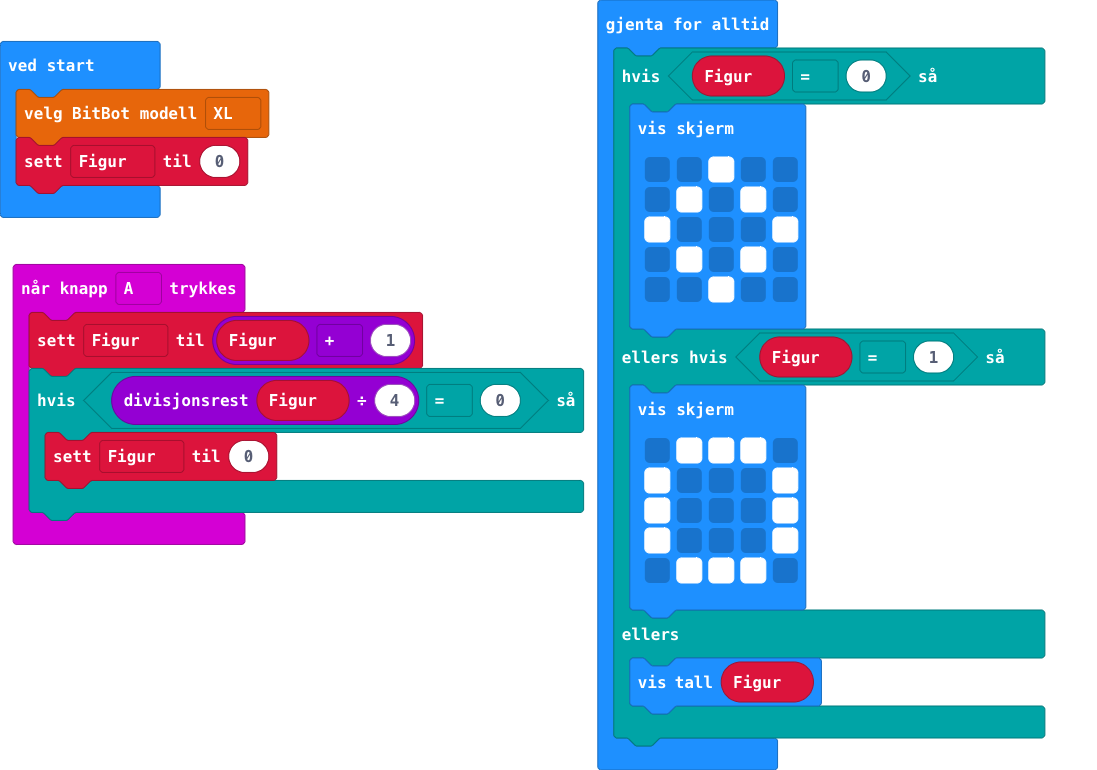 ved start
velg BitBot modell XL
sett Figur til 0
når knapp A trykkes
sett Figur til Figur + 1
hvis divisjonsrest Figur ÷ 4 = 0 så
sett Figur til 0
gjenta for alltid
hvis Figur = 0 så
vis skjerm
ellers hvis Figur = 1 så
vis skjerm
ellers
vis tall Figur